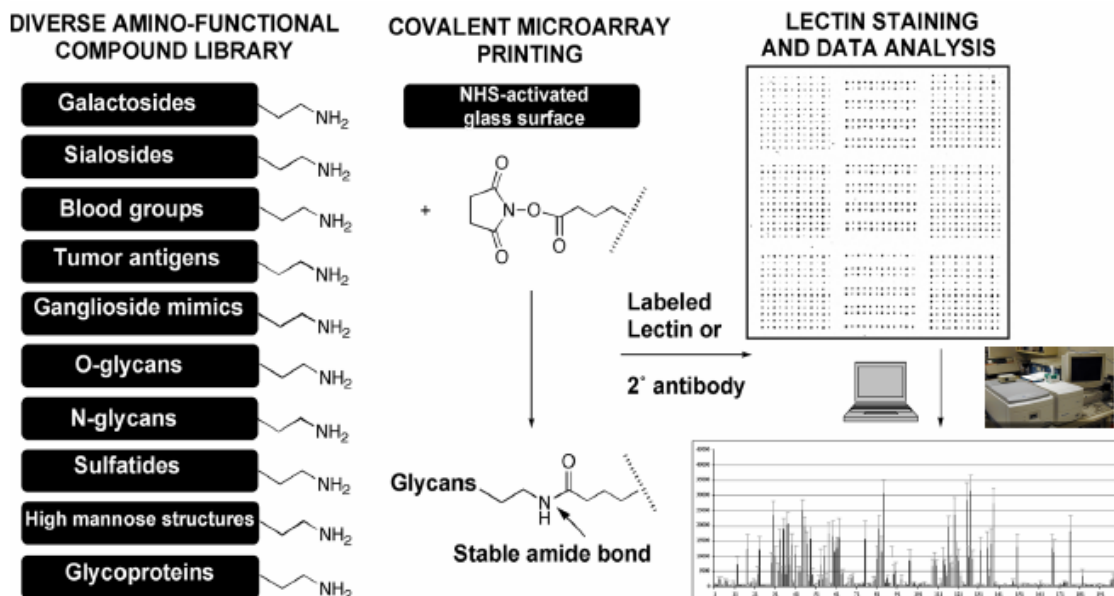 DIVERSE AMINO-FUNCTIONAL
COMPOUND LIBRARY
Galactosides
NH2
Sialosides
NH2
Blood groups
NH2
Tumor antigens
NH2
Ganglioside mimics
NH2
O-glycans
NH2
N-glycans
NH2
Sulfatides
NH2
High mannose structures
NH2
Glycoproteins
NH2
COVALENT MICROARRAY
PRINTING
NHS-activated
glass surface
+
O
N-O
O
O
Glycans
O
N
H
Stable amide bond
Labeled
Lectin or
2° antibody
LECTIN STAINING
AND DATA ANALYSIS